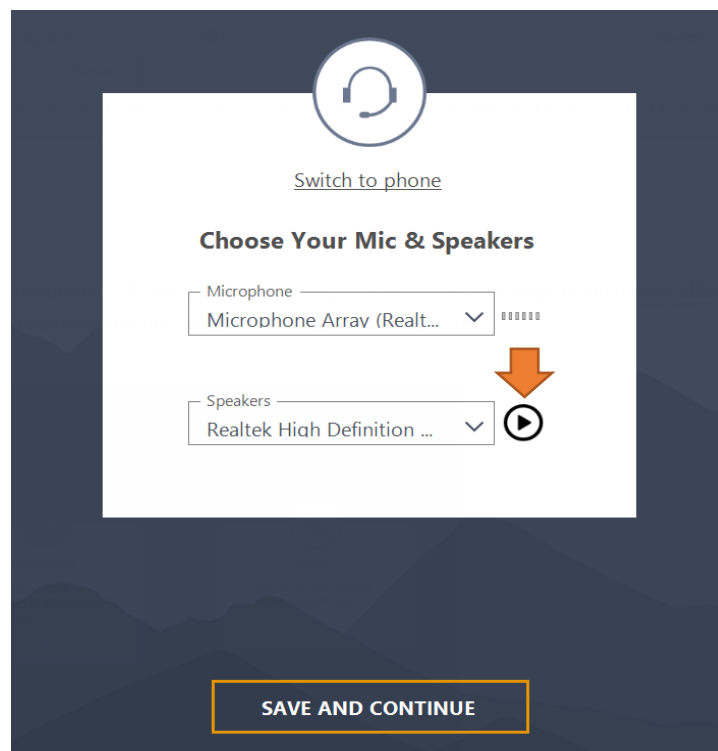 Switch to phone
Choose Your Mic & Speakers
Microphone
Microphone Array (Realt...
Speakers
Realtek High Definition ...
SAVE AND CONTINUE